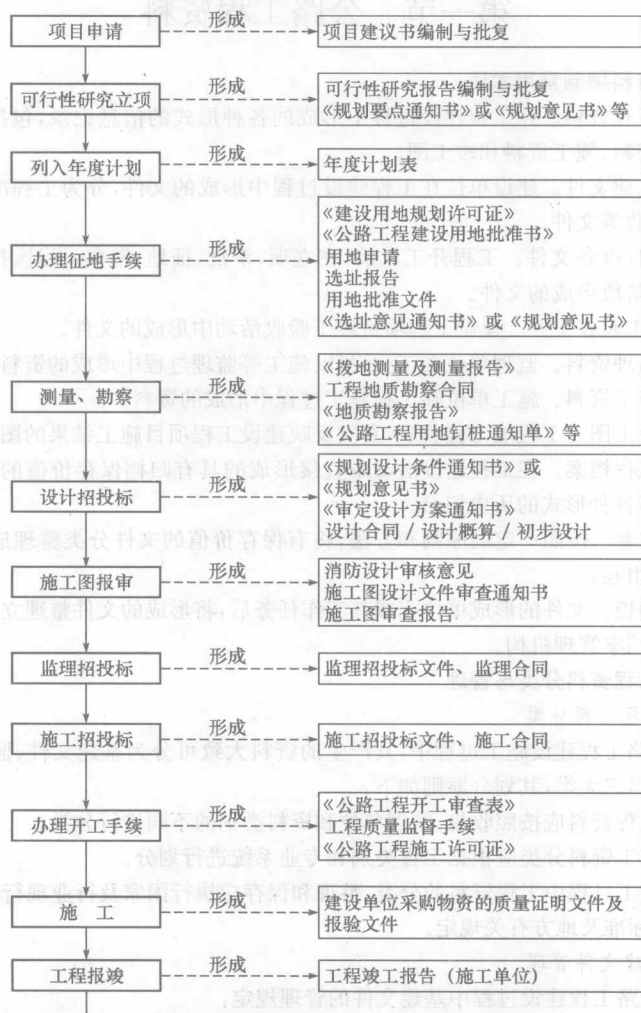 项目申请
形成
项目建议书编制与批复
可行性研究立项
形成
可行性研究报告编制与批复
《规划要点通知书》或《规划意见书》等
列入年度计划
形成
年度计划表
办理征地手续
形成
《建设用地规划许可证》
《公路工程建设用地批准书》
用地申请
选址报告
用地批准文件
《选址意见通知书》或《规划意见书》
测量、勘察
形成
《拨地测量及测量报告》
工程地质勘察合同
《地质勘察报告》
《公路工程用地钉桩通知单》等
设计招投标
形成
《规划设计条件通知书》或
《规划意见书》
《审定设计方案通知书》
设计合同/设计概算/初步设计
施工图报审
形成
消防设计审核意见
施工图设计文件审查通知书
施工图审查报告
监理招投标
形成
监理招投标文件、监理合同
施工招投标
形成
施工招投标文件、施工合同
办理开工手续
形成
《公路工程开工审查表》
工程质量监督手续
《公路工程施工许可证》
施 工
形成
建设单位采购物资的质量证明文件及
报验文件
工程报竣
形成
工程竣工报告(施工单位)